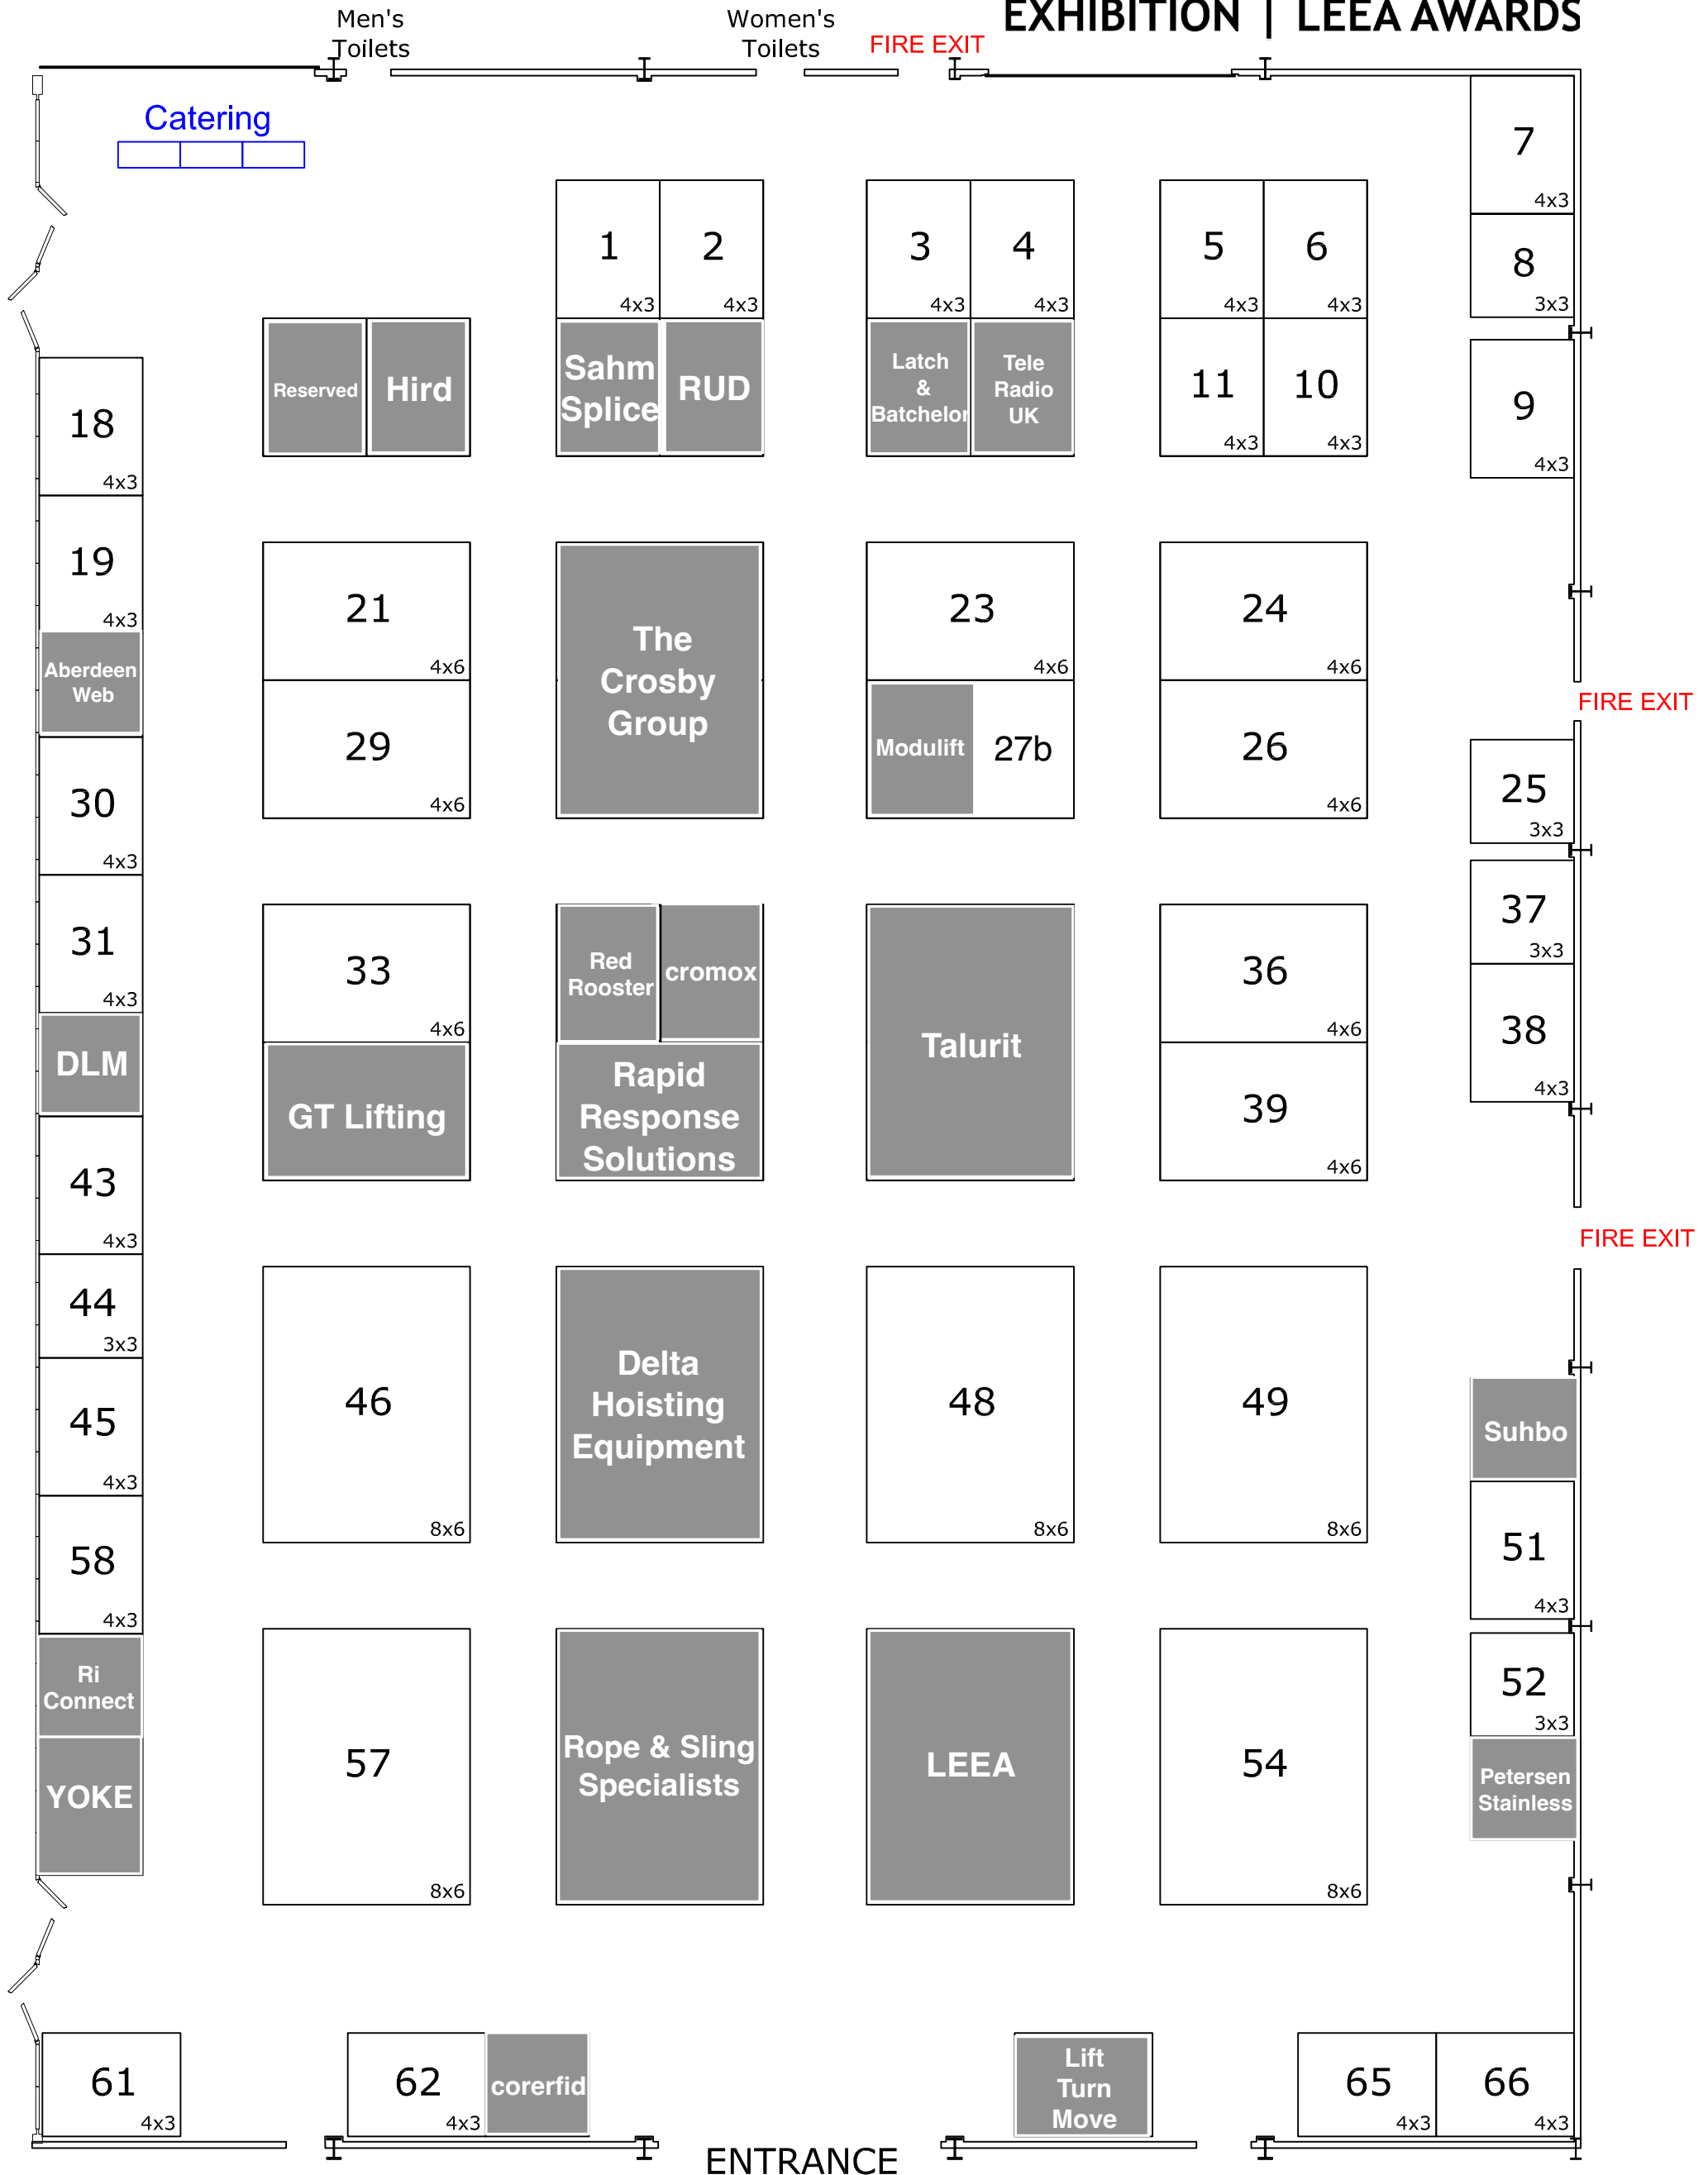 EXHIBITION | LEEA AWARDS
Men's
Toilets
Women's
Toilets
FIRE EXIT
Catering
7
4x3
8
3x3
9
4x3
1
4x3
2
4x3
3
4x3
4
4x3
5
4x3
6
4x3
Reserved
Hird
Sahm
Splice
RUD
Latch
&
Batchelor
Tele
Radio
UK
11
4x3
10
4x3
18
4x3
19
4x3
Aberdeen
Web
30
4x3
31
4x3
DLM
43
4x3
44
3x3
45
4x3
58
4x3
Ri
Connect
YOKE
21
4x6
29
4x6
The
Crosby
Group
23
4x6
Modulift
27b
24
4x6
26
4x6
FIRE EXIT
25
3x3
37
3x3
38
4x3
33
4x6
GT Lifting
Red
Rooster
cromox
Rapid
Response
Solutions
Talurit
36
4x6
39
4x6
FIRE EXIT
46
8x6
Delta
Hoisting
Equipment
48
8x6
49
8x6
Suhbo
51
4x3
52
3x3
Petersen
Stainless
57
8x6
Rope & Sling
Specialists
LEEA
54
8x6
61
4x3
62
4x3
corerfid
Lift
Turn
Move
65
4x3
66
4x3
ENTRANCE